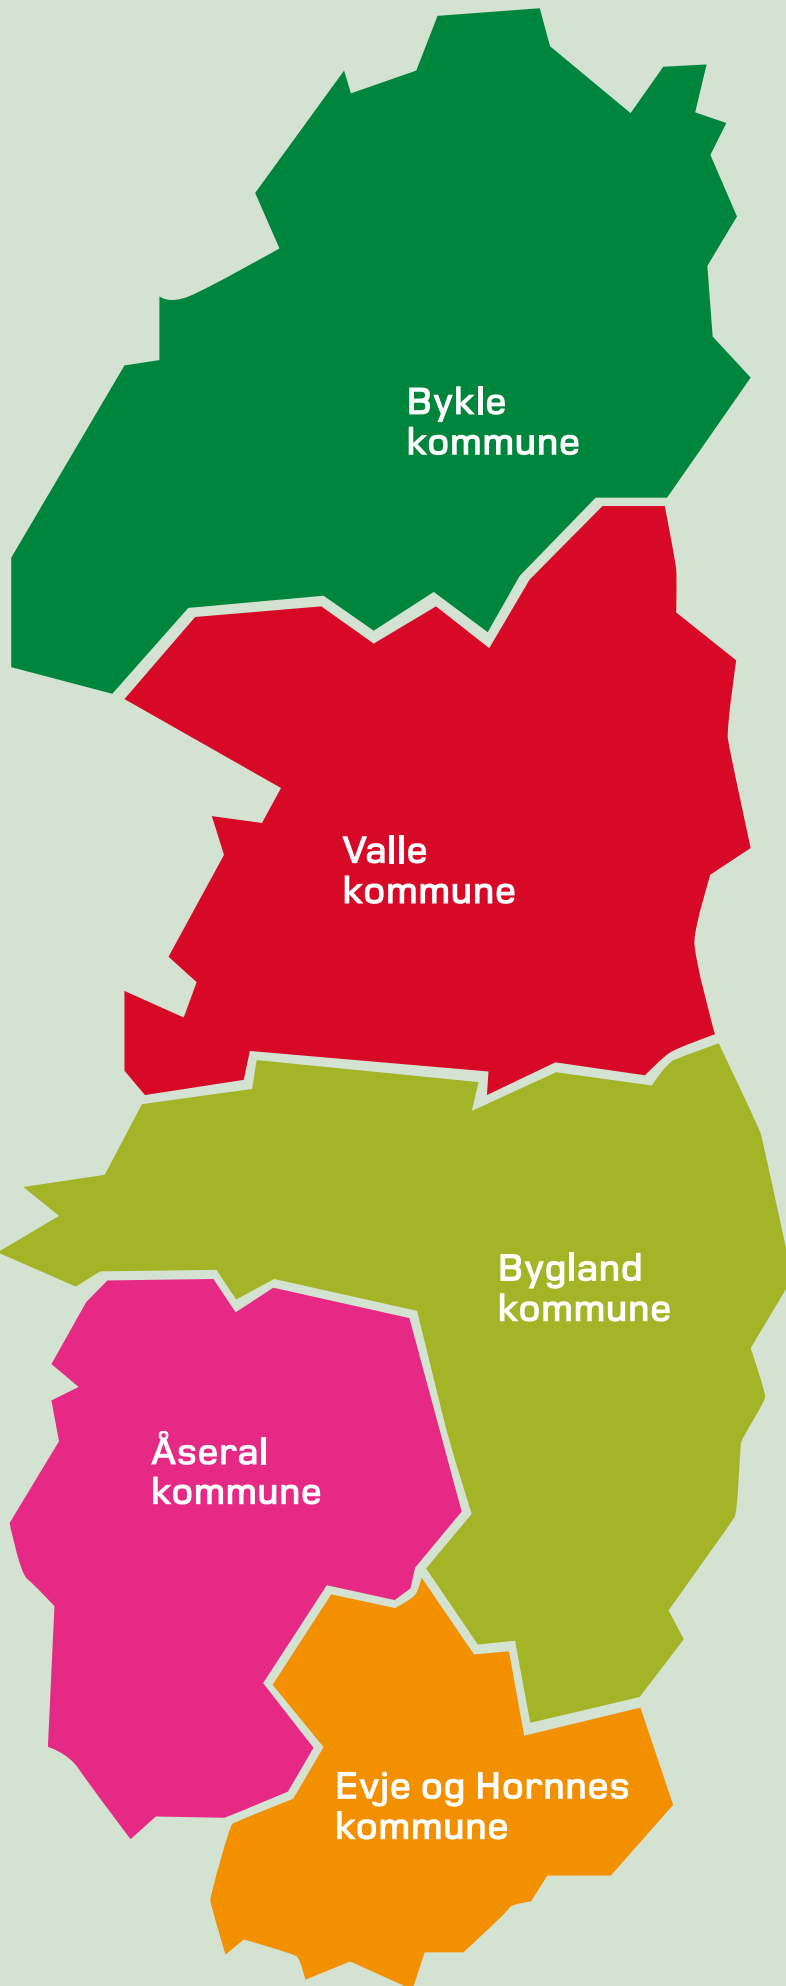 Bykle
kommune
Valle
kommune
Bygland
kommune
Åseral
kommune
Evje og Hornnes
kommune